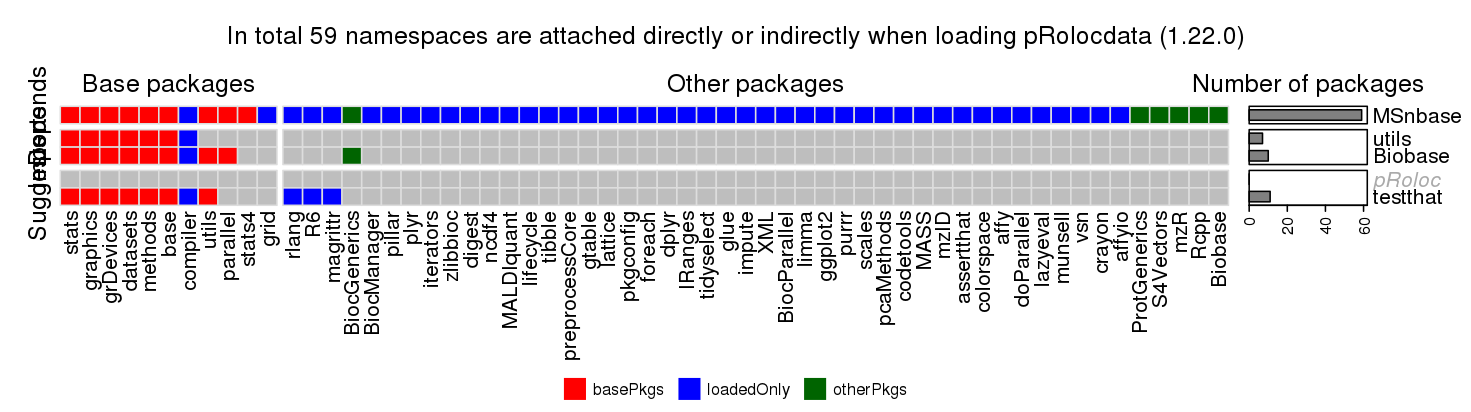 In total 59 namespaces are attached directly or indirectly when loading pRolocdata (1.22.0)
Base packages
Other packages
Number of packages
Depends
Imports
Suggests
MSnbase
utils
Biobase
pRoloc
testthat
stats
graphics
grDevices
datasets
methods
base
compiler
utils
parallel
stats4
grid
rlang
R6
magrittr
BiocGenerics
BiocManager
pillar
plyr
iterators
zlibbioc
digest
ncdf4
MALDIquant
lifecycle
tibble
preprocessCore
gtable
lattice
pkgconfig
foreach
dplyr
IRanges
tidyselect
glue
impute
XML
BiocParallel
limma
ggplot2
purrr
scales
pcaMethods
codetools
MASS
mzID
assertthat
colorspace
affy
doParallel
lazyeval
munsell
vsn
crayon
affyio
ProtGenerics
S4Vectors
mzR
Rcpp
Biobase
0
20
40
60
basePkgs
loadedOnly
otherPkgs